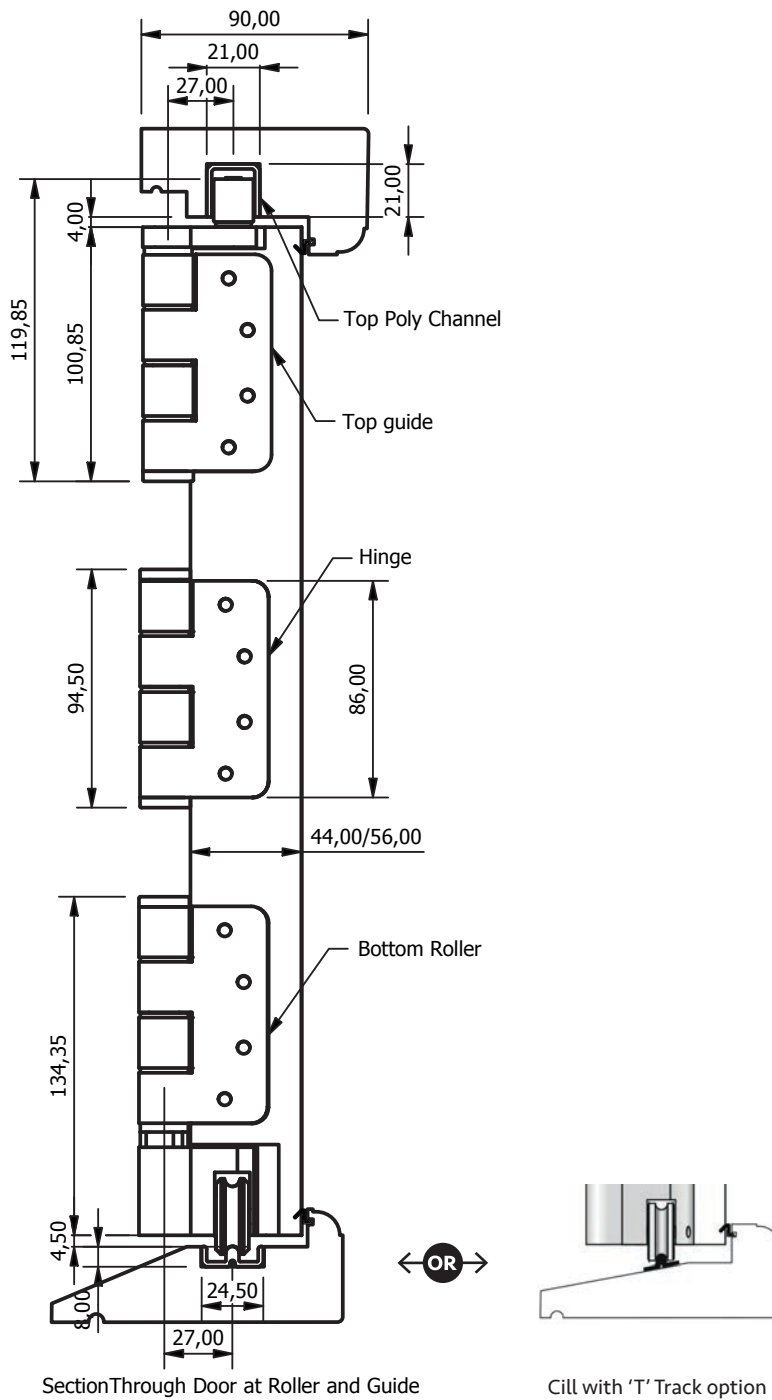 90,00
21,00
27,00
21,00
4,00
119,85
100,85
Top Poly Channel
Top guide
Hinge
94,50
86,00
44,00/56,00
Bottom Roller
134,35
4,50
8,00
24,50
27,00
OR
SectionThrough Door at Roller and Guide
Cill with ‘T’ Track option